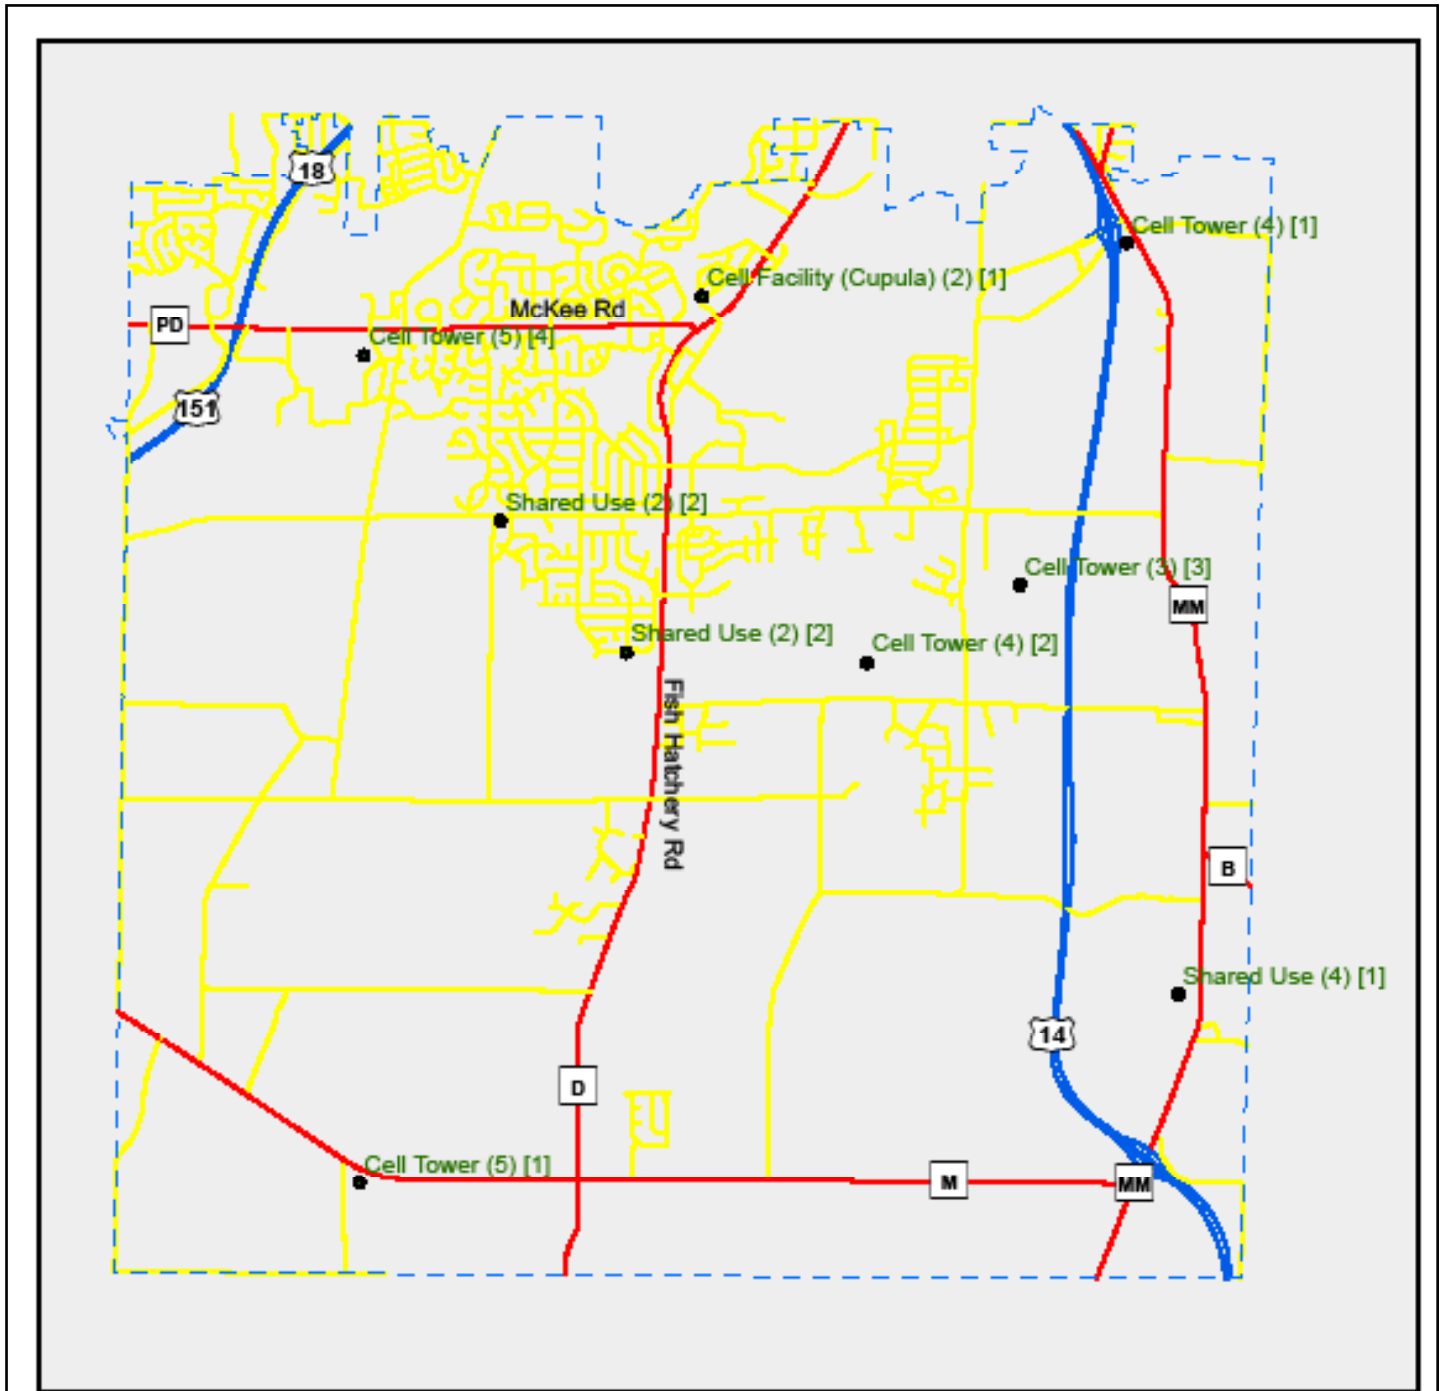 18
Cell Tower (4) [1]
Cell Facility (Cupula) (2) [1]
McKee Rd
PD
Cell Tower (5) [4]
151
Shared Use (2) [2]
Cell Tower (3) [3]
MM
Shared Use (2) [2]
Cell Tower (4) [2]
Fish Hatchery Rd
B
Shared Use (4) [1]
14
D
Cell Tower (5) [1]
M
MM